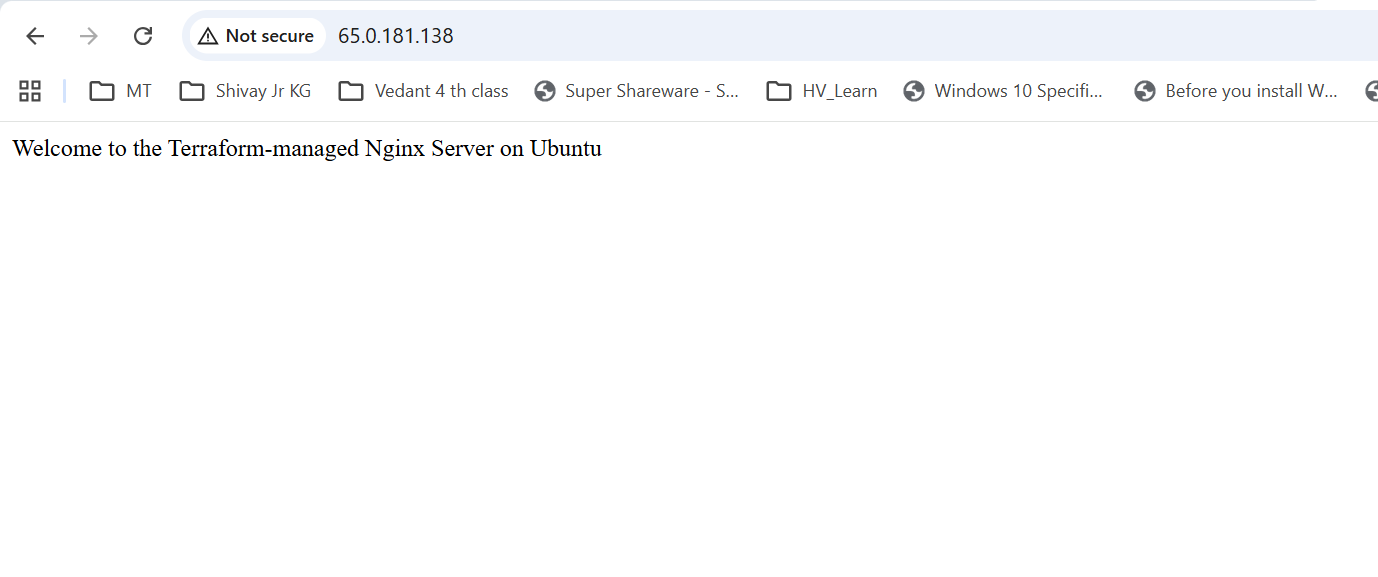 Not secure 65.0.181.138
MT Shivay Jr KG Vedant 4 th class Super Shareware - S... HV_Learn Windows 10 Specifi... Before you install W...
Welcome to the Terraform-managed Nginx Server on Ubuntu